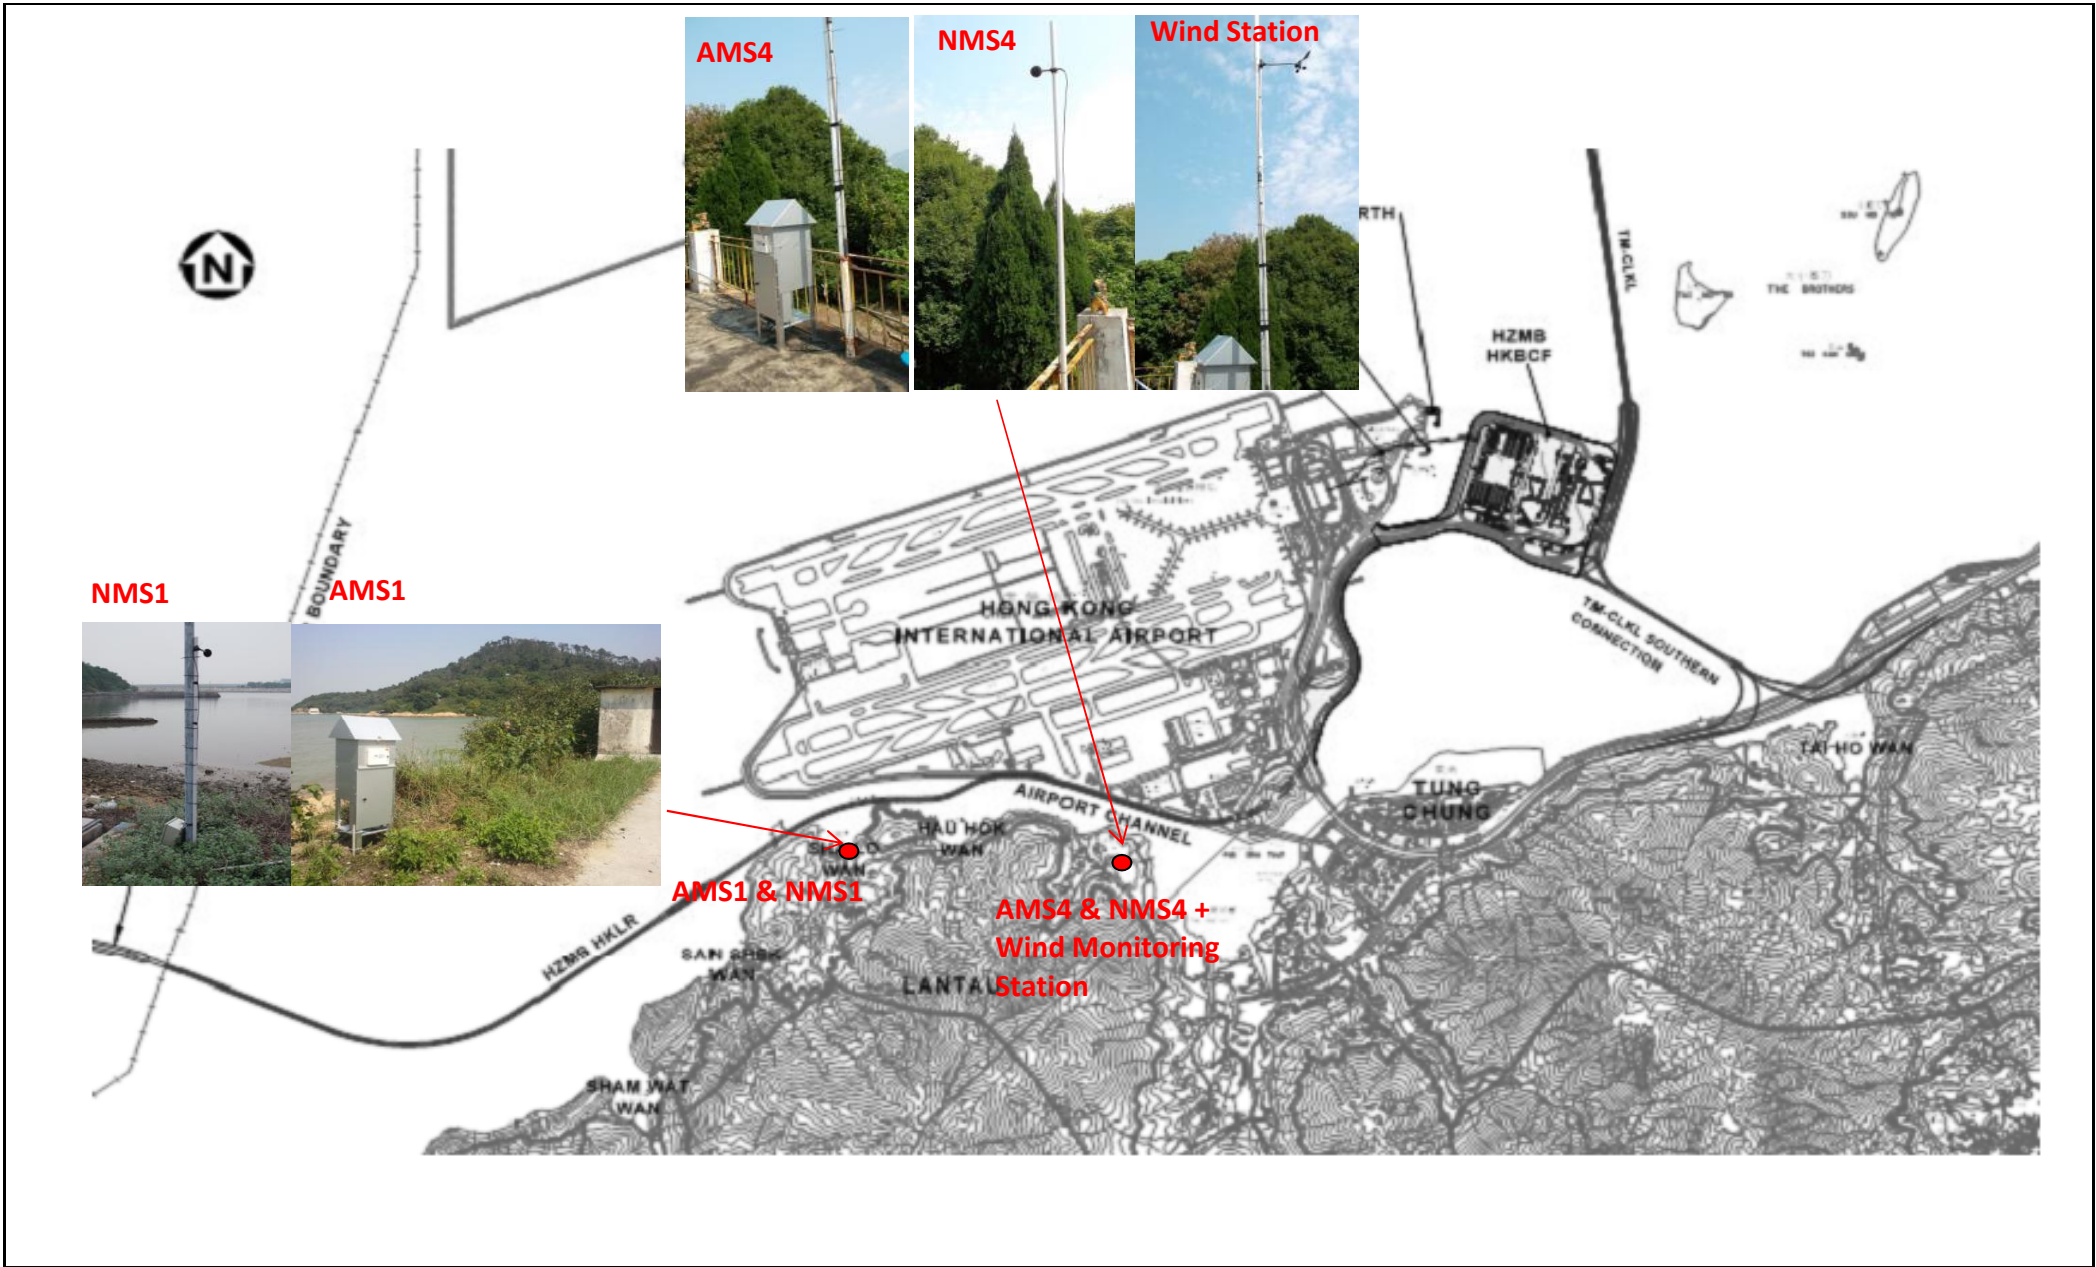 AMS4
NMS4
Wind Station
N
RTH
TM-CLKL
THE BROTHERS
HZMB
HKBCF
BOUNDARY
NMS1
AMS1
HONG KONG
INTERNATIONAL AIRPORT
TM-CLKL SOUTHERN
CONNECTION
TAI HO WAN
TUNG
CHUNG
AIRPORT CHANNEL
HAU HOK
WAN
WAN
AMS1 & NMS1
AMS4 & NMS4 +
Wind Monitoring
Station
HZMB HKLR
WAN
LANTAU
SHAM WAT
WAN